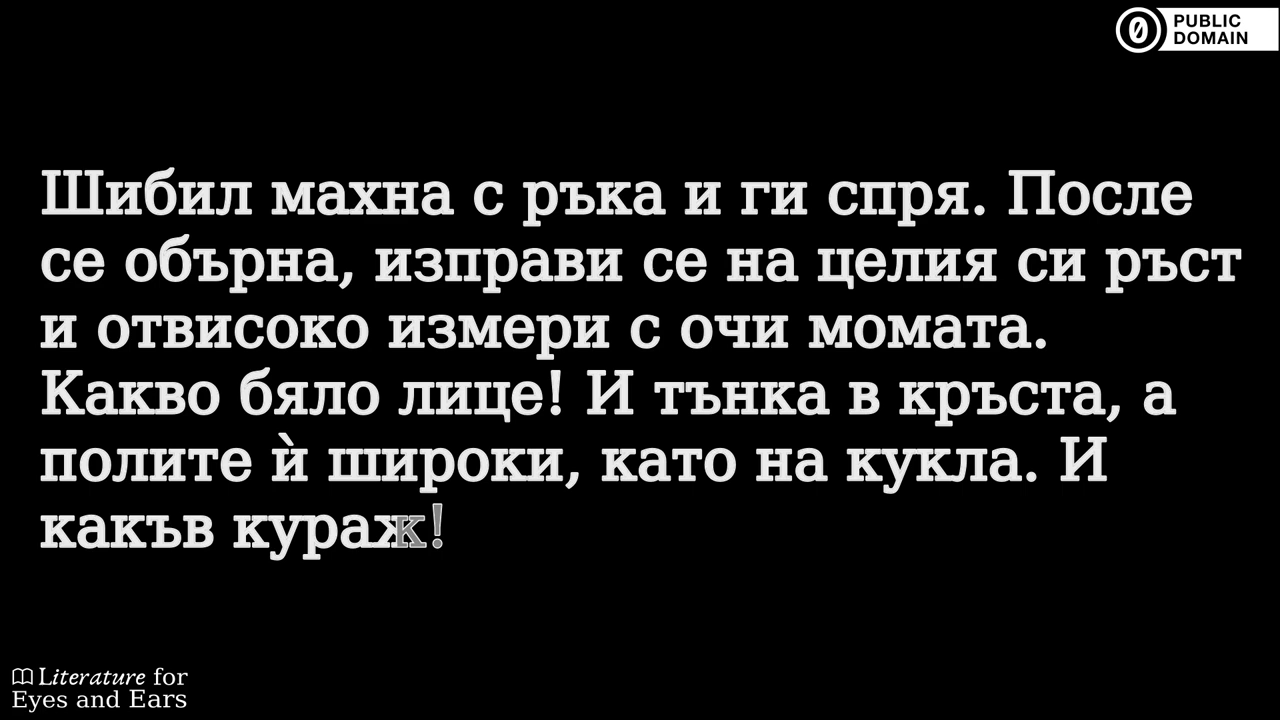 PUBLIC
DOMAIN
Шибил махна с ръка и ги спря. После
се обърна, изправи се на целия си ръст
и отвисоко измери с очи момата.
Какво бяло лице! И тънка в кръста, а
полите ѝ широки, като на кукла. И
какъв кураж!
Literature for
Eyes and Ears